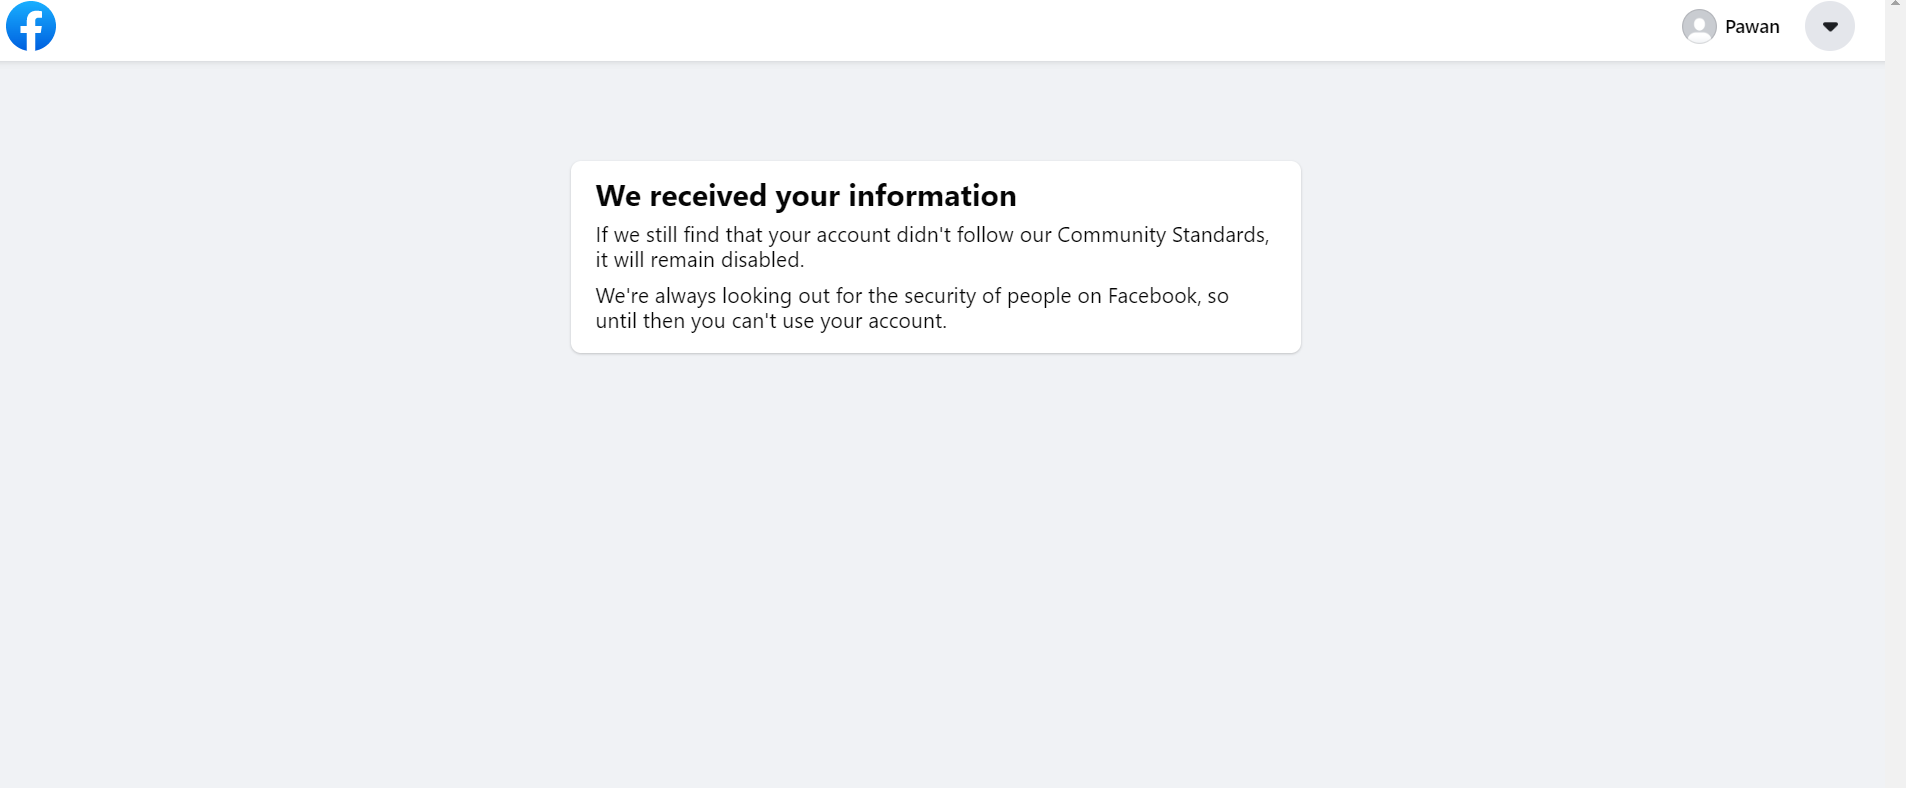 Pawan
We received your information
If we still find that your account didn't follow our Community Standards,
it will remain disabled.
We're always looking out for the security of people on Facebook, so
until then you can't use your account.